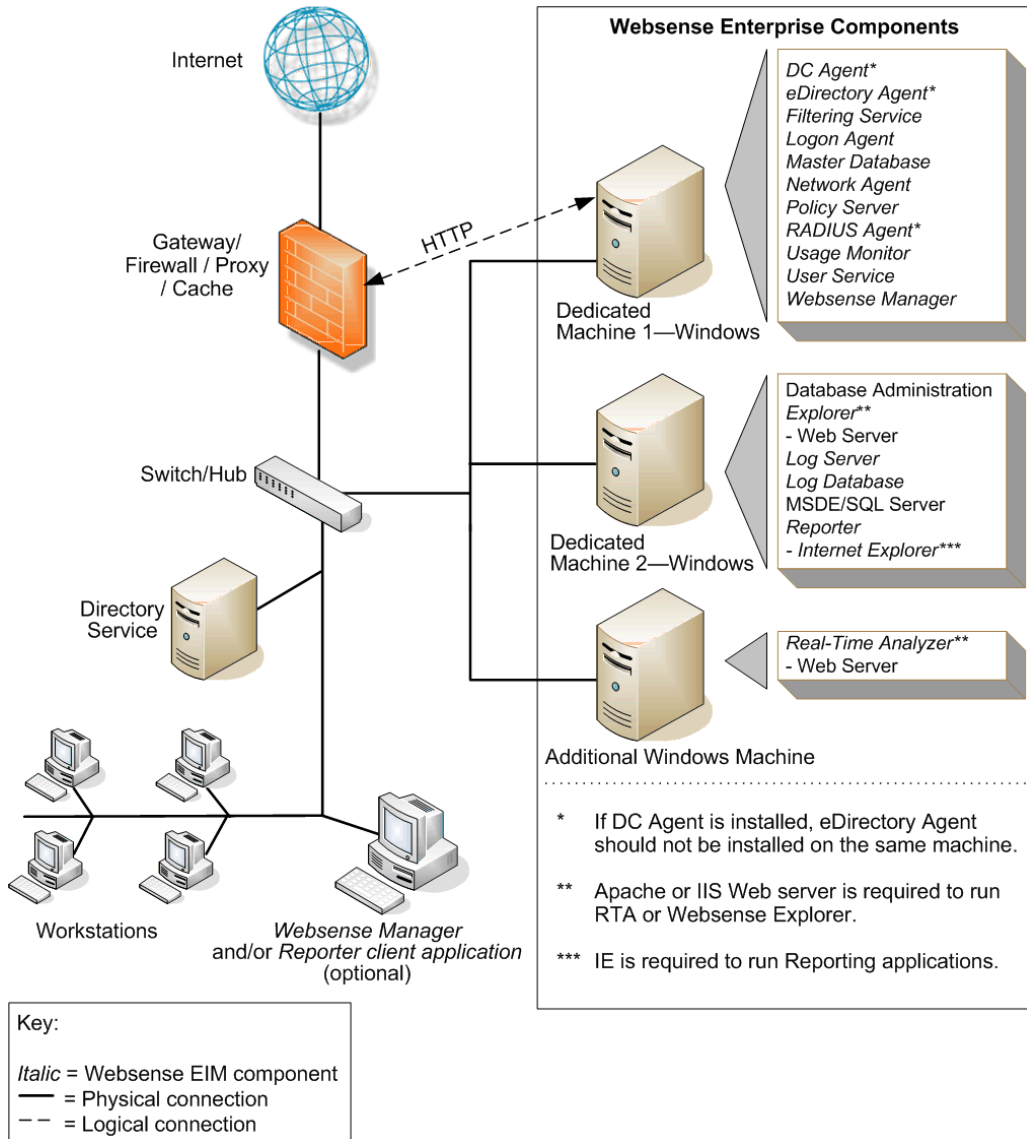 Internet
Gateway/
Firewall / Proxy
/ Cache
HTTP
Switch/Hub
Directory
Service
Workstations
Websense Manager
and/or Reporter client application
(optional)
Websense Enterprise Components
DC Agent*
eDirectory Agent*
Filtering Service
Logon Agent
Master Database
Network Agent
Policy Server
RADIUS Agent*
Usage Monitor
User Service
Websense Manager
Dedicated
Machine 1—Windows
Database Administration
Explorer**
- Web Server
Log Server
Log Database
MSDE/SQL Server
Reporter
- Internet Explorer***
Dedicated
Machine 2—Windows
Real-Time Analyzer**
- Web Server
Additional Windows Machine
* If DC Agent is installed, eDirectory Agent
should not be installed on the same machine.
** Apache or IIS Web server is required to run
RTA or Websense Explorer.
*** IE is required to run Reporting applications.
Key:
Italic = Websense EIM component
= Physical connection
= Logical connection